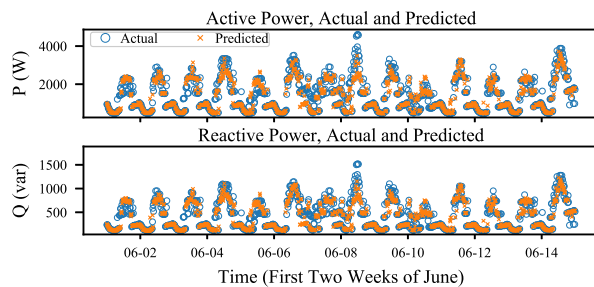 Active Power, Actual and Predicted
Actual Predicted
P (W)
4000
2000
Reactive Power, Actual and Predicted
Q (var)
1500
1000
500
06-02 06-04 06-06 06-08 06-10 06-12 06-14
Time (First Two Weeks of June)